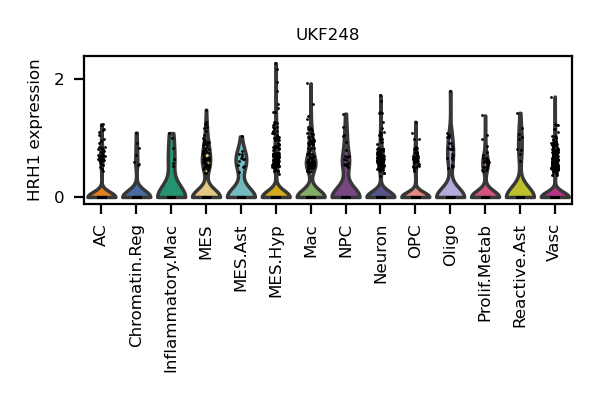 UKF248
HRH1 expression
2
0
AC
Chromatin.Reg
Inflammatory.Mac
MES
MES.Ast
MES.Hyp
Mac
NPC
Neuron
OPC
Oligo
Prolif.Metab
Reactive.Ast
Vasc